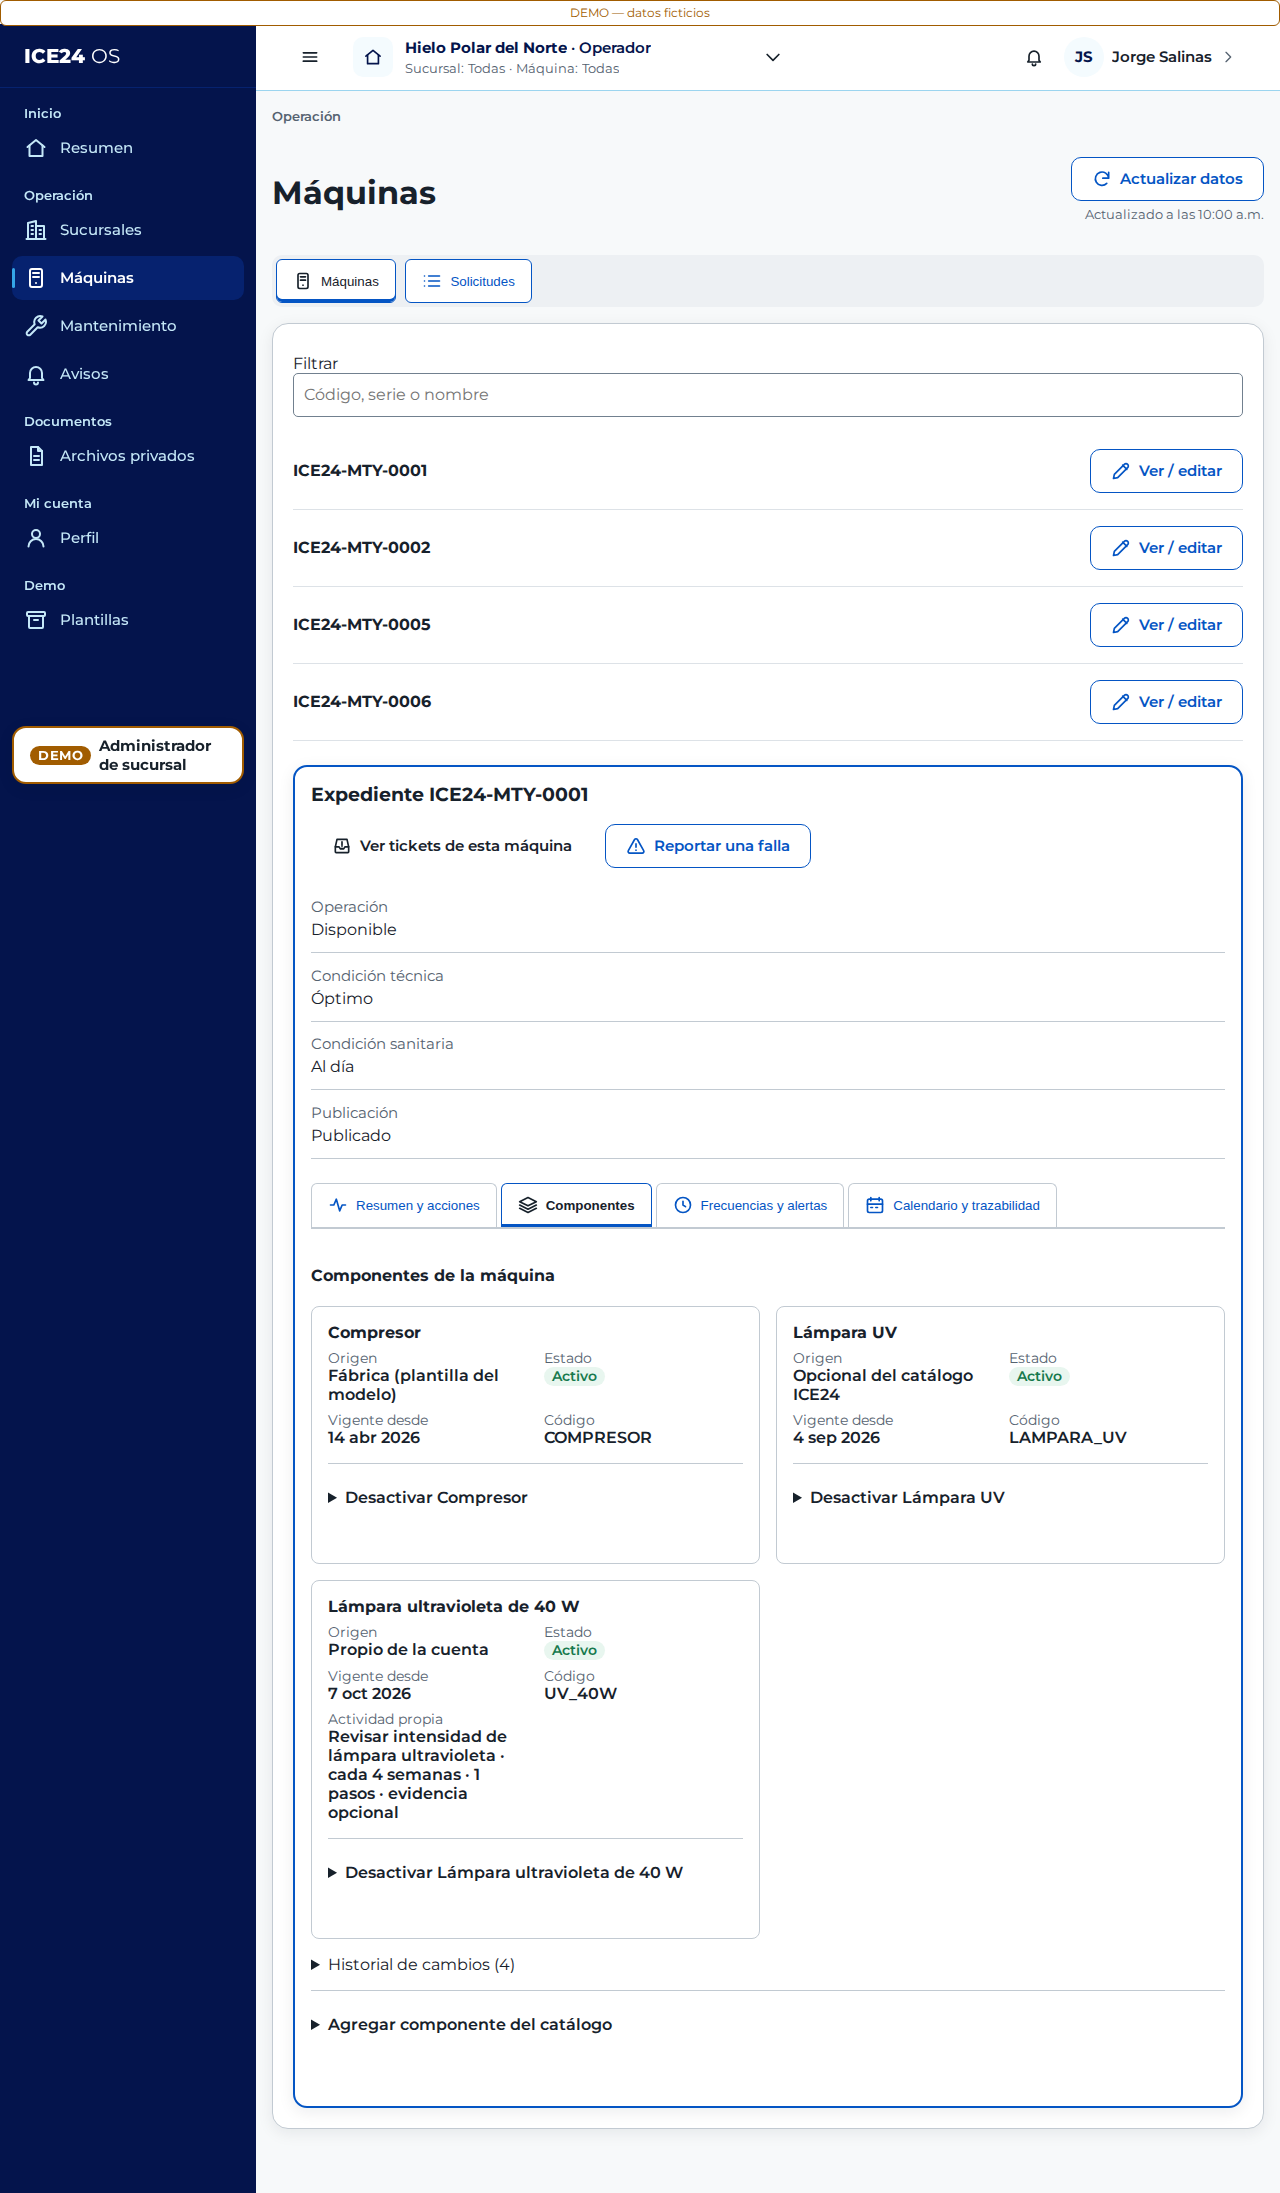 DEMO — datos ficticios
ICE24 OS
Inicio
Resumen
Operación
Sucursales
Máquinas
Mantenimiento
Avisos
Documentos
Archivos privados
Mi cuenta
Perfil
Demo
Plantillas
DEMO Administrador de sucursal
Hielo Polar del Norte · Operador
Sucursal: Todas · Máquina: Todas
JS Jorge Salinas
Operación
Máquinas
Actualizar datos
Actualizado a las 10:00 a.m.
Máquinas Solicitudes
Filtrar
Código, serie o nombre
ICE24-MTY-0001 Ver / editar
ICE24-MTY-0002 Ver / editar
ICE24-MTY-0005 Ver / editar
ICE24-MTY-0006 Ver / editar
Expediente ICE24-MTY-0001
Ver tickets de esta máquina Reportar una falla
Operación
Disponible
Condición técnica
Óptimo
Condición sanitaria
Al día
Publicación
Publicado
Resumen y acciones Componentes Frecuencias y alertas Calendario y trazabilidad
Componentes de la máquina
Compresor
Origen Estado
Fábrica (plantilla del modelo) Activo
Vigente desde Código
14 abr 2026 COMPRESOR
Desactivar Compresor
Lámpara UV
Origen Estado
Opcional del catálogo ICE24 Activo
Vigente desde Código
4 sep 2026 LAMPARA_UV
Desactivar Lámpara UV
Lámpara ultravioleta de 40 W
Origen Estado
Propio de la cuenta Activo
Vigente desde Código
7 oct 2026 UV_40W
Actividad propia
Revisar intensidad de
lámpara ultravioleta ·
cada 4 semanas · 1
pasos · evidencia
opcional
Desactivar Lámpara ultravioleta de 40 W
Historial de cambios (4)
Agregar componente del catálogo